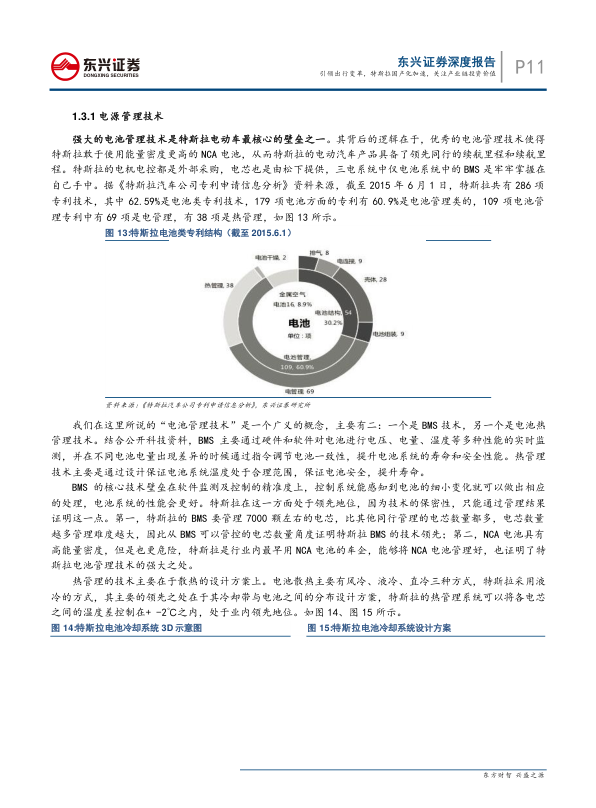 东兴证券
DONGXING SECURITIES
东兴证券深度报告
引领出行变革，特斯拉国产化加速，关注产业链投资价值
P11
1.3.1 电源管理技术
强大的电池管理技术是特斯拉电动车最核心的壁垒之一。其背后的逻辑在于，优秀的电池管理技术使得
特斯拉敢于使用能量密度更高的 NCA 电池，从而特斯拉的电动汽车产品具备了领先同行的续航里程和续航里
程。特斯拉的电机电控都是外部采购，电芯也是由松下提供，三电系统中仅电池系统中的 BMS 是牢牢掌握在
自己手中。据《特斯拉汽车公司专利申请信息分析》资料来源，截至 2015 年 6 月 1 日，特斯拉共有 286 项
专利技术，其中 62.59%是电池类专利技术，179 项电池方面的专利有 60.9%是电池管理类的，109 项电池管
理专利中有 69 项是电管理，有 38 项是热管理，如图 13 所示。
图 13:特斯拉电池类专利结构（截至 2015.6.1）
排气, 8
电池干燥, 2
电连接, 9
热管理, 38
壳体, 28
金属空气
电池16, 8.9%
电池结构, 54
30.2%
电池
单位：项
电池组装, 9
电池管理,
109, 60.9%
电管理, 69
资料来源：《特斯拉汽车公司专利申请信息分析》，东兴证券研究所
我们在这里所说的“电池管理技术”是一个广义的概念，主要有二：一个是 BMS 技术，另一个是电池热
管理技术。结合公开科技资料，BMS 主要通过硬件和软件对电池进行电压、电量、温度等多种性能的实时监
测，并在不同电池电量出现差异的时候通过指令调节电池一致性，提升电池系统的寿命和安全性能。热管理
技术主要是通过设计保证电池系统温度处于合理范围，保证电池安全，提升寿命。
BMS 的核心技术壁垒在软件监测及控制的精准度上，控制系统能感知到电池的细小变化就可以做出相应
的处理，电池系统的性能会更好。特斯拉在这一方面处于领先地位，因为技术的保密性，只能通过管理结果
证明这一点。第一，特斯拉的 BMS 要管理 7000 颗左右的电芯，比其他同行管理的电芯数量都多，电芯数量
越多管理难度越大，因此从 BMS 可以管控的电芯数量角度证明特斯拉 BMS 的技术领先；第二，NCA 电池具有
高能量密度，但是也更危险，特斯拉是行业内最早用 NCA 电池的车企，能够将 NCA 电池管理好，也证明了特
斯拉电池管理技术的强大之处。
热管理的技术主要在于散热的设计方案上。电池散热主要有风冷、液冷、直冷三种方式，特斯拉采用液
冷的方式，其主要的领先之处在于其冷却带与电池之间的分布设计方案，特斯拉的热管理系统可以将各电芯
之间的温度差控制在+ -2℃之内，处于业内领先地位。如图 14、图 15 所示。
图 14:特斯拉电池冷却系统 3D 示意图
图 15:特斯拉电池冷却系统设计方案
东方财智 兴盛之源